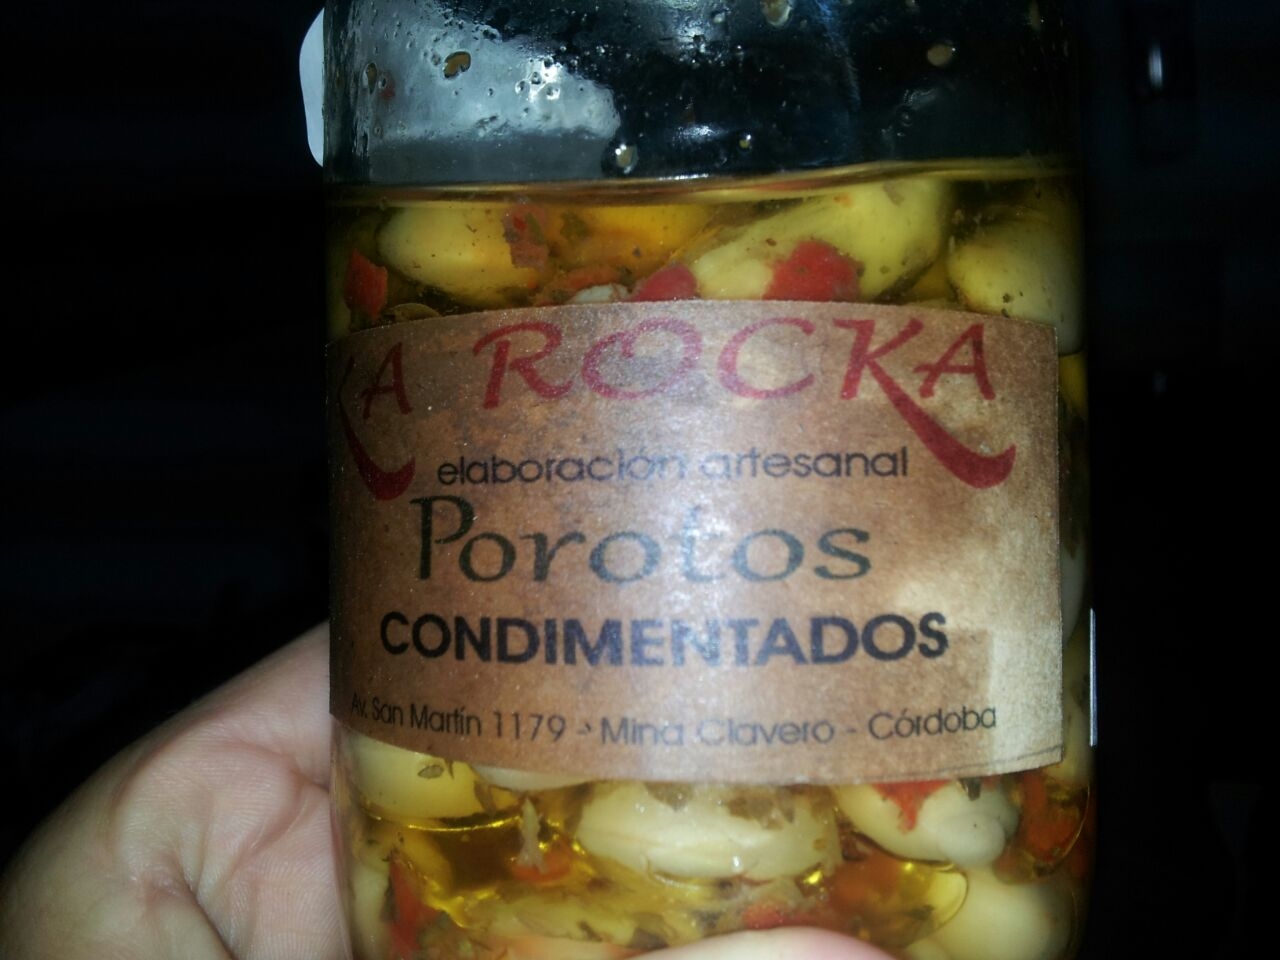 KA ROCKA
elaboración artesanal
Porotos
CONDIMENTADOS
Av. San Martín 1179 - Mina Clavero - Córdoba